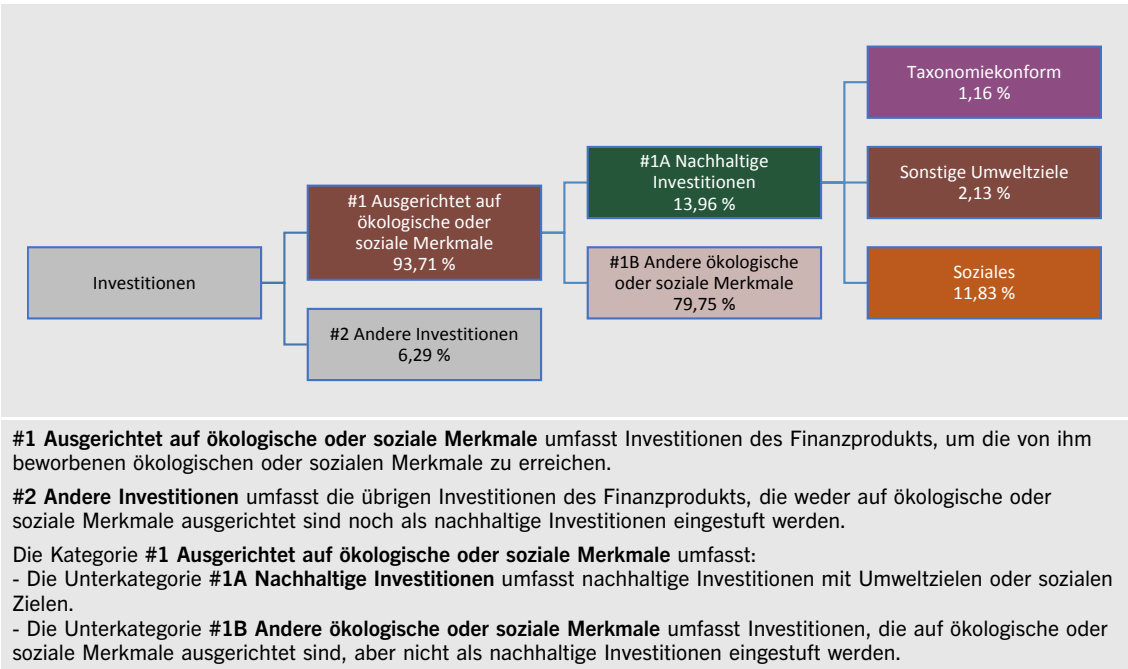 Taxonomiekonform
1,16 %
#1A Nachhaltige
Investitionen
13,96 %
Sonstige Umweltziele
2,13 %
#1 Ausgerichtet auf
ökologische oder
soziale Merkmale
93,71 %
Investitionen
#1B Andere ökologische
oder soziale Merkmale
79,75 %
Soziales
11,83 %
#2 Andere Investitionen
6,29 %
#1 Ausgerichtet auf ökologische oder soziale Merkmale umfasst Investitionen des Finanzprodukts, um die von ihm
beworbenen ökologischen oder sozialen Merkmale zu erreichen.
#2 Andere Investitionen umfasst die übrigen Investitionen des Finanzprodukts, die weder auf ökologische oder
soziale Merkmale ausgerichtet sind noch als nachhaltige Investitionen eingestuft werden.
Die Kategorie #1 Ausgerichtet auf ökologische oder soziale Merkmale umfasst:
- Die Unterkategorie #1A Nachhaltige Investitionen umfasst nachhaltige Investitionen mit Umweltzielen oder sozialen
Zielen.
- Die Unterkategorie #1B Andere ökologische oder soziale Merkmale umfasst Investitionen, die auf ökologische oder
soziale Merkmale ausgerichtet sind, aber nicht als nachhaltige Investitionen eingestuft werden.